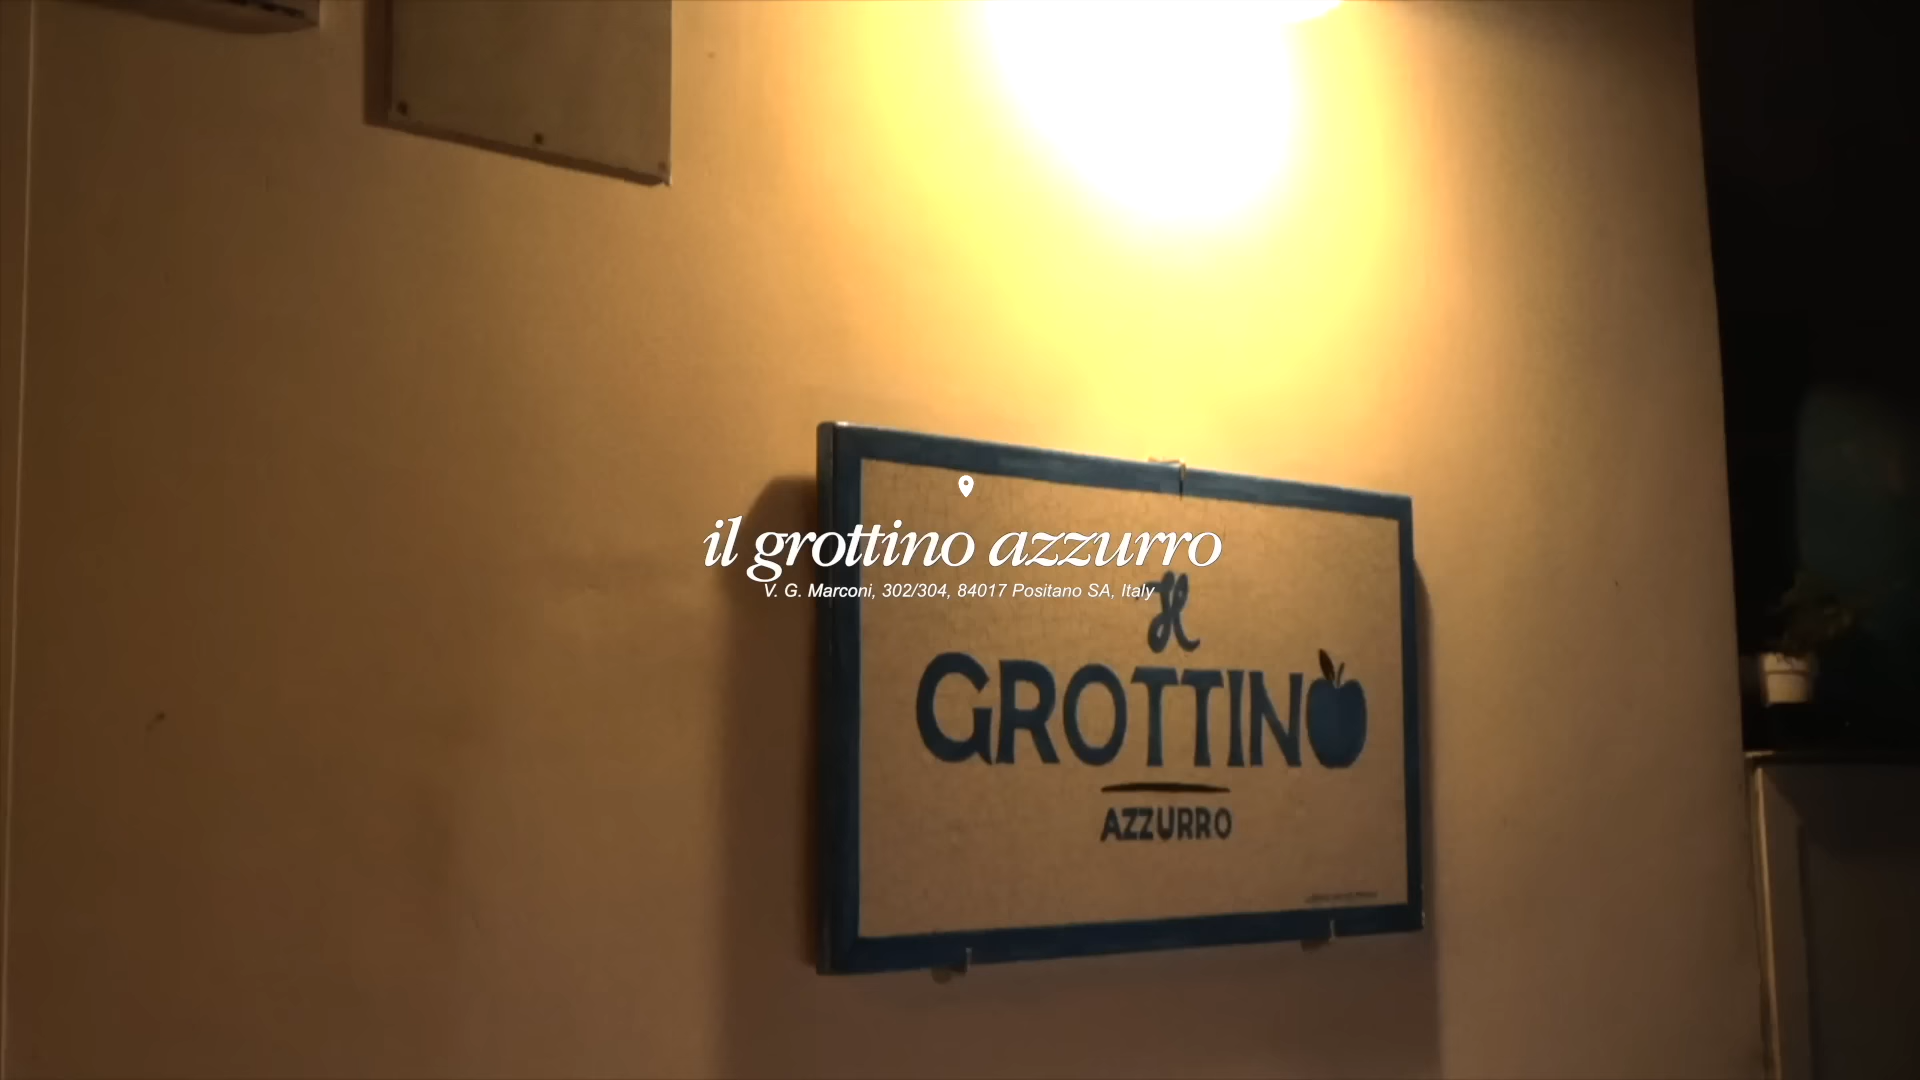 il grottino azzurro
V. G. Marconi, 302/304, 84017 Positano SA, Italy
Il
GROTTINO
AZZURRO